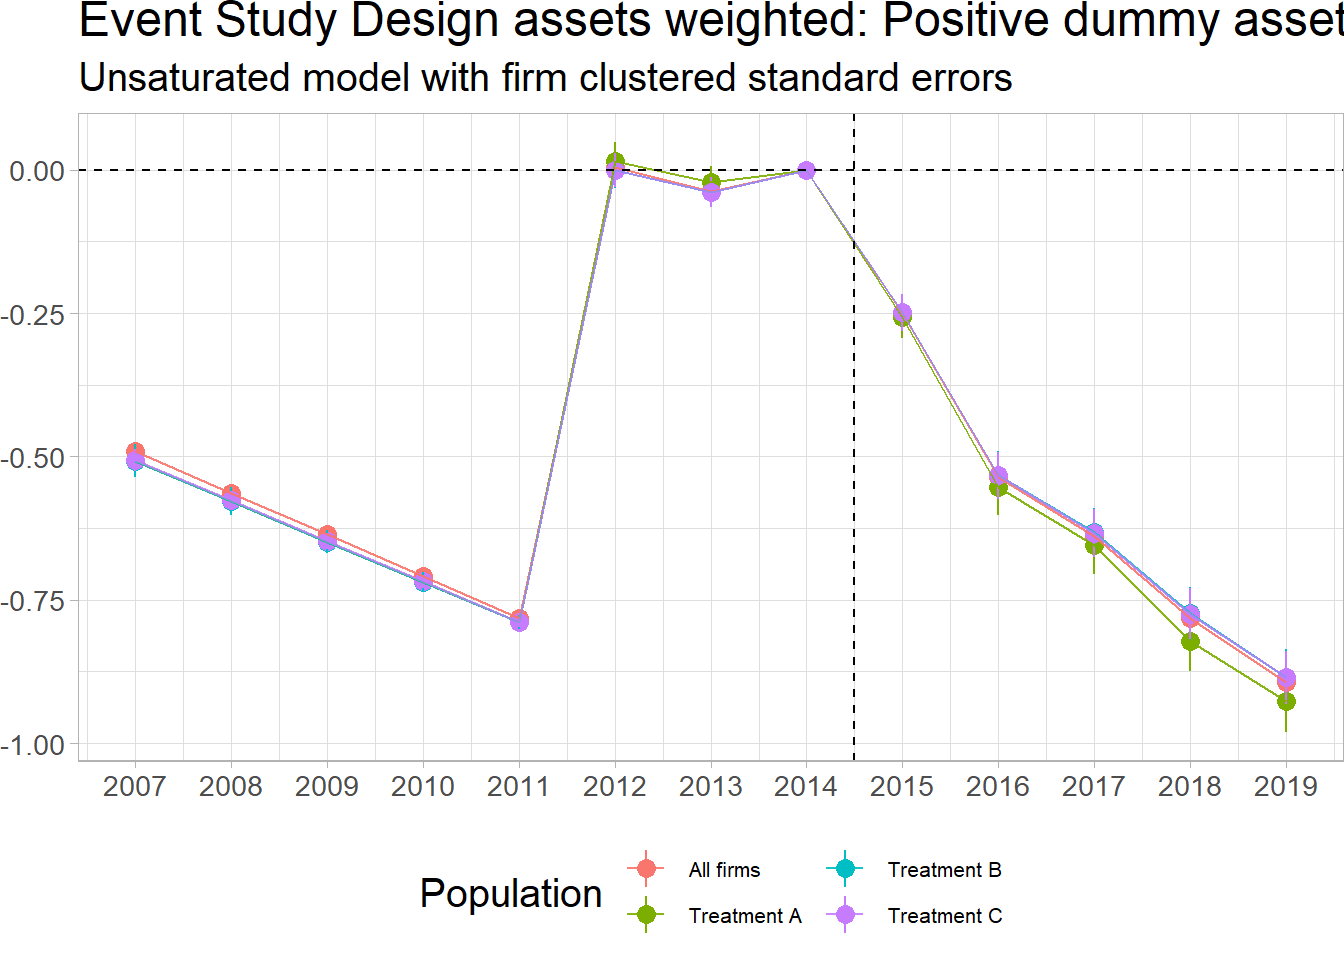 Event Study Design assets weighted: Positive dummy asset
Unsaturated model with firm clustered standard errors
0.00
-0.25
-0.50
-0.75
-1.00
2007 2008 2009 2010 2011 2012 2013 2014 2015 2016 2017 2018 2019
Population
All firms
Treatment A
Treatment B
Treatment C